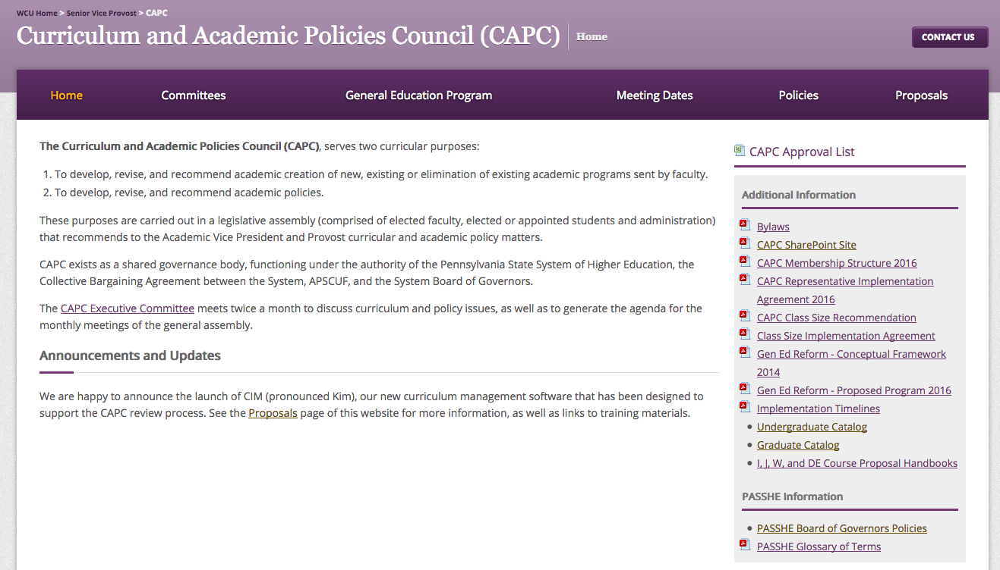 WCU Home > Senior Vice Provost > CAPC
Curriculum and Academic Policies Council (CAPC)
Home
CONTACT US
Home
Committees
General Education Program
Meeting Dates
Policies
Proposals
The Curriculum and Academic Policies Council (CAPC), serves two curricular purposes:
1. To develop, revise, and recommend academic creation of new, existing or elimination of existing academic programs sent by faculty.
2. To develop, revise, and recommend academic policies.
These purposes are carried out in a legislative assembly (comprised of elected faculty, elected or appointed students and administration)
that recommends to the Academic Vice President and Provost curricular and academic policy matters.
CAPC exists as a shared governance body, functioning under the authority of the Pennsylvania State System of Higher Education, the
Collective Bargaining Agreement between the System, APSCUF, and the System Board of Governors.
The CAPC Executive Committee meets twice a month to discuss curriculum and policy issues, as well as to generate the agenda for the
monthly meetings of the general assembly.
Announcements and Updates
We are happy to announce the launch of CIM (pronounced Kim), our new curriculum management software that has been designed to
support the CAPC review process. See the Proposals page of this website for more information, as well as links to training materials.
CAPC Approval List
Additional Information
Bylaws
CAPC SharePoint Site
CAPC Membership Structure 2016
CAPC Representative Implementation
Agreement 2016
CAPC Class Size Recommendation
Class Size Implementation Agreement
Gen Ed Reform - Conceptual Framework
2014
Gen Ed Reform - Proposed Program 2016
Implementation Timelines
Undergraduate Catalog
Graduate Catalog
I, J, W, and DE Course Proposal Handbooks
PASSHE Information
PASSHE Board of Governors Policies
PASSHE Glossary of Terms